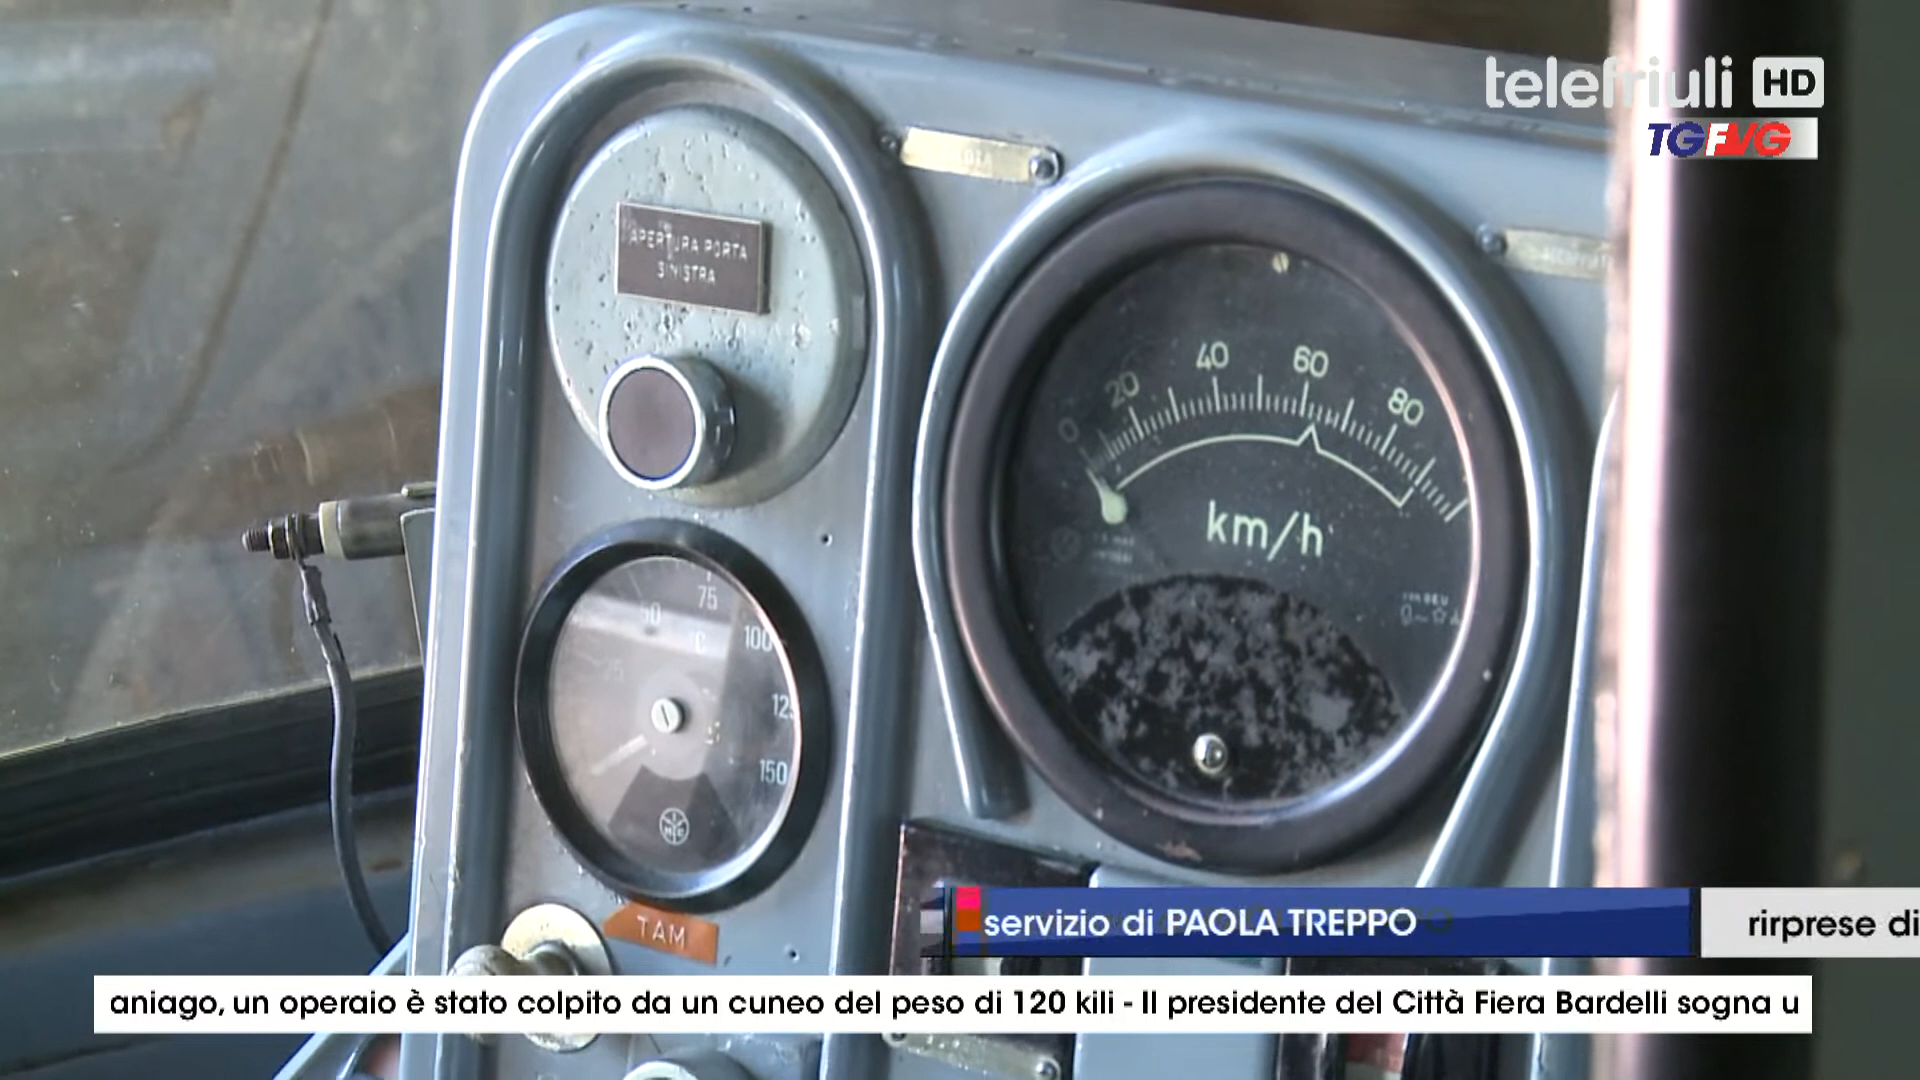 telefriuli HD
TGFVG
APERTURA PORTA
SINISTRA
0 20 40 60 80
km/h
50 75 100
°C
150
TAM
servizio di PAOLA TREPPO
rirprese di
aniago, un operaio è stato colpito da un cuneo del peso di 120 kili - Il presidente del Città Fiera Bardelli sogna u